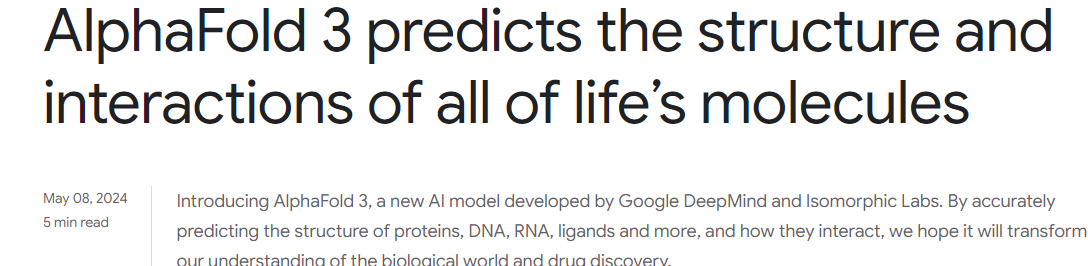 AlphaFold 3 predicts the structure and
interactions of all of life’s molecules
May 08, 2024
5 min read
Introducing AlphaFold 3, a new AI model developed by Google DeepMind and Isomorphic Labs. By accurately
predicting the structure of proteins, DNA, RNA, ligands and more, and how they interact, we hope it will transform
our understanding of the biological world and drug discovery.